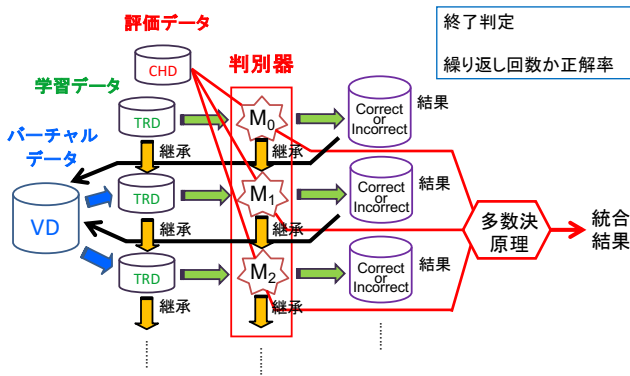 評価データ
終了判定
繰り返し回数か正解率
CHD
判別器
学習データ
TRD
M0
Correct
or
Incorrect
結果
バーチャル
データ
継承
継承
VD
TRD
M1
Correct
or
Incorrect
結果
多数決
原理
統合
結果
継承
継承
TRD
M2
Correct
or
Incorrect
結果
継承
継承